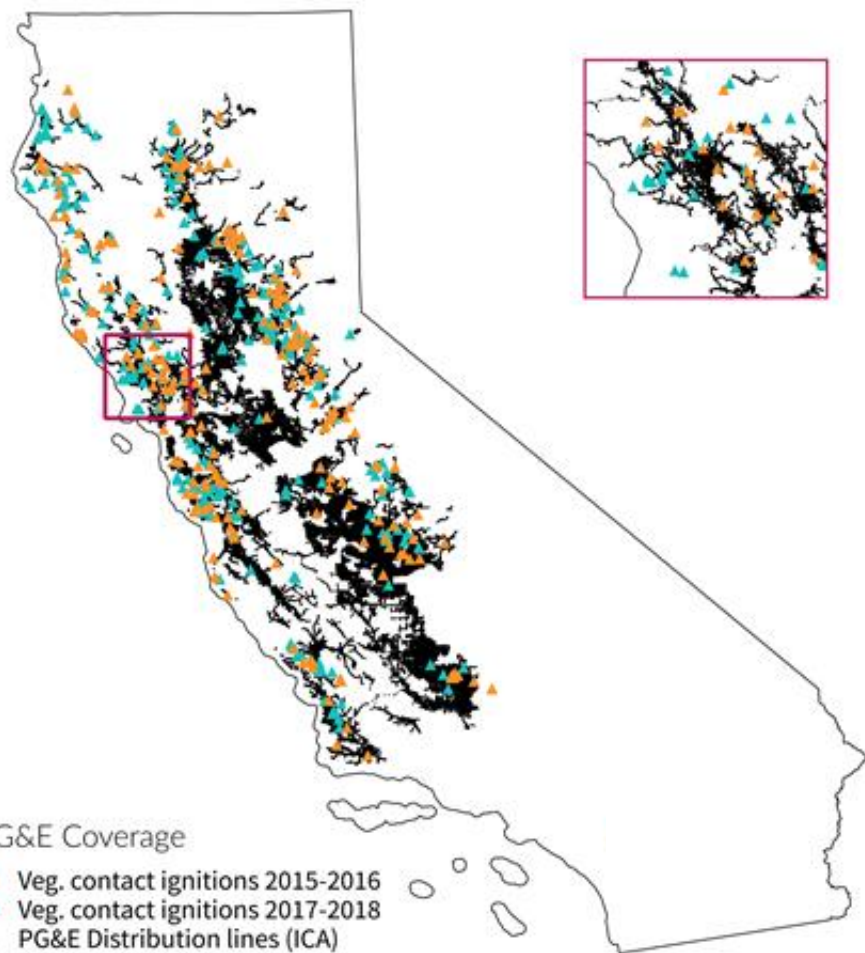 G&E Coverage
Veg. contact ignitions 2015-2016
Veg. contact ignitions 2017-2018
PG&E Distribution lines (ICA)